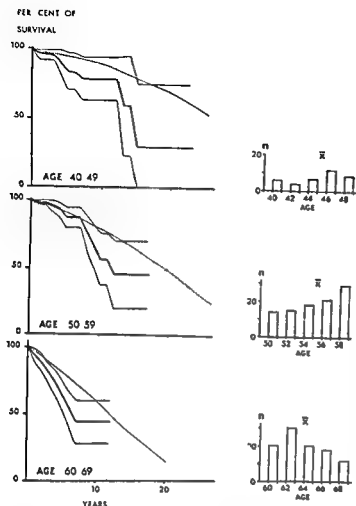 PER CENT OF
SURVIVAL
100
50
0
AGE 40 49
n
x̄
20
0
40 42 44 46 48
AGE
100
50
0
AGE 50 59
n
x̄
20
0
50 52 54 56 58
AGE
100
50
AGE 60 69
0 10 20
YEARS
n
x̄
20
0
60 62 64 66 68
AGE